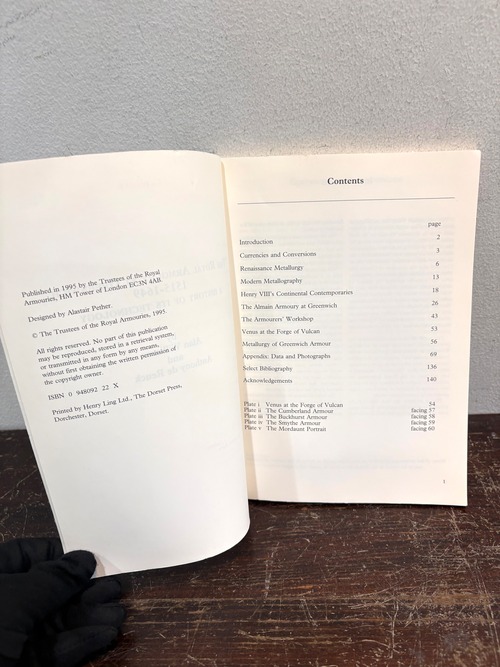 Published in 1995 by the Trustees of the Royal
Armouries, HM Tower of London EC3N 4AB
Designed by Alastair Pether.
© The Trustees of the Royal Armouries, 1995.
All rights reserved. No part of this publication
may be reproduced, stored in a retrieval system,
or transmitted in any form by any means,
without first obtaining the written permission of
the copyright owner.
ISBN 0 948092 22 X
Printed by Henry Ling Ltd., The Dorset Press,
Dorchester, Dorset.
Contents
page
Introduction 2
Currencies and Conversions 3
Renaissance Metallurgy 6
Modern Metallography 13
Henry VIII's Continental Contemporaries 18
The Almain Armoury at Greenwich 26
The Armourers' Workshop 43
Venus at the Forge of Vulcan 53
Metallurgy of Greenwich Armour 56
Appendix: Data and Photographs 69
Select Bibliography 136
Acknowledgements 140
Plate i Venus at the Forge of Vulcan 54
Plate ii The Cumberland Armour facing 57
Plate iii The Buckhurst Armour facing 58
Plate iv The Smythe Armour facing 59
Plate v The Mordaunt Portrait facing 60
1